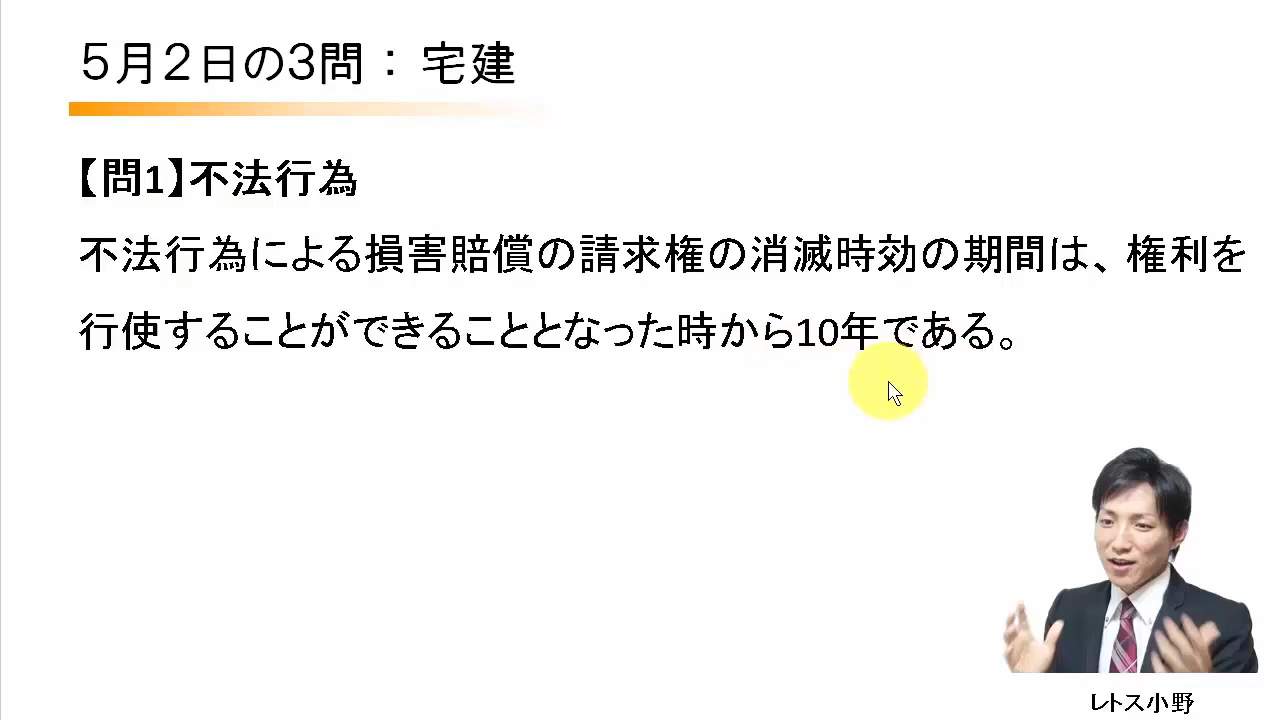 5月2日の3問：宅建
【問1】不法行為
不法行為による損害賠償の請求権の消滅時効の期間は、権利を
行使することができることとなった時から10年である。
レトス小野